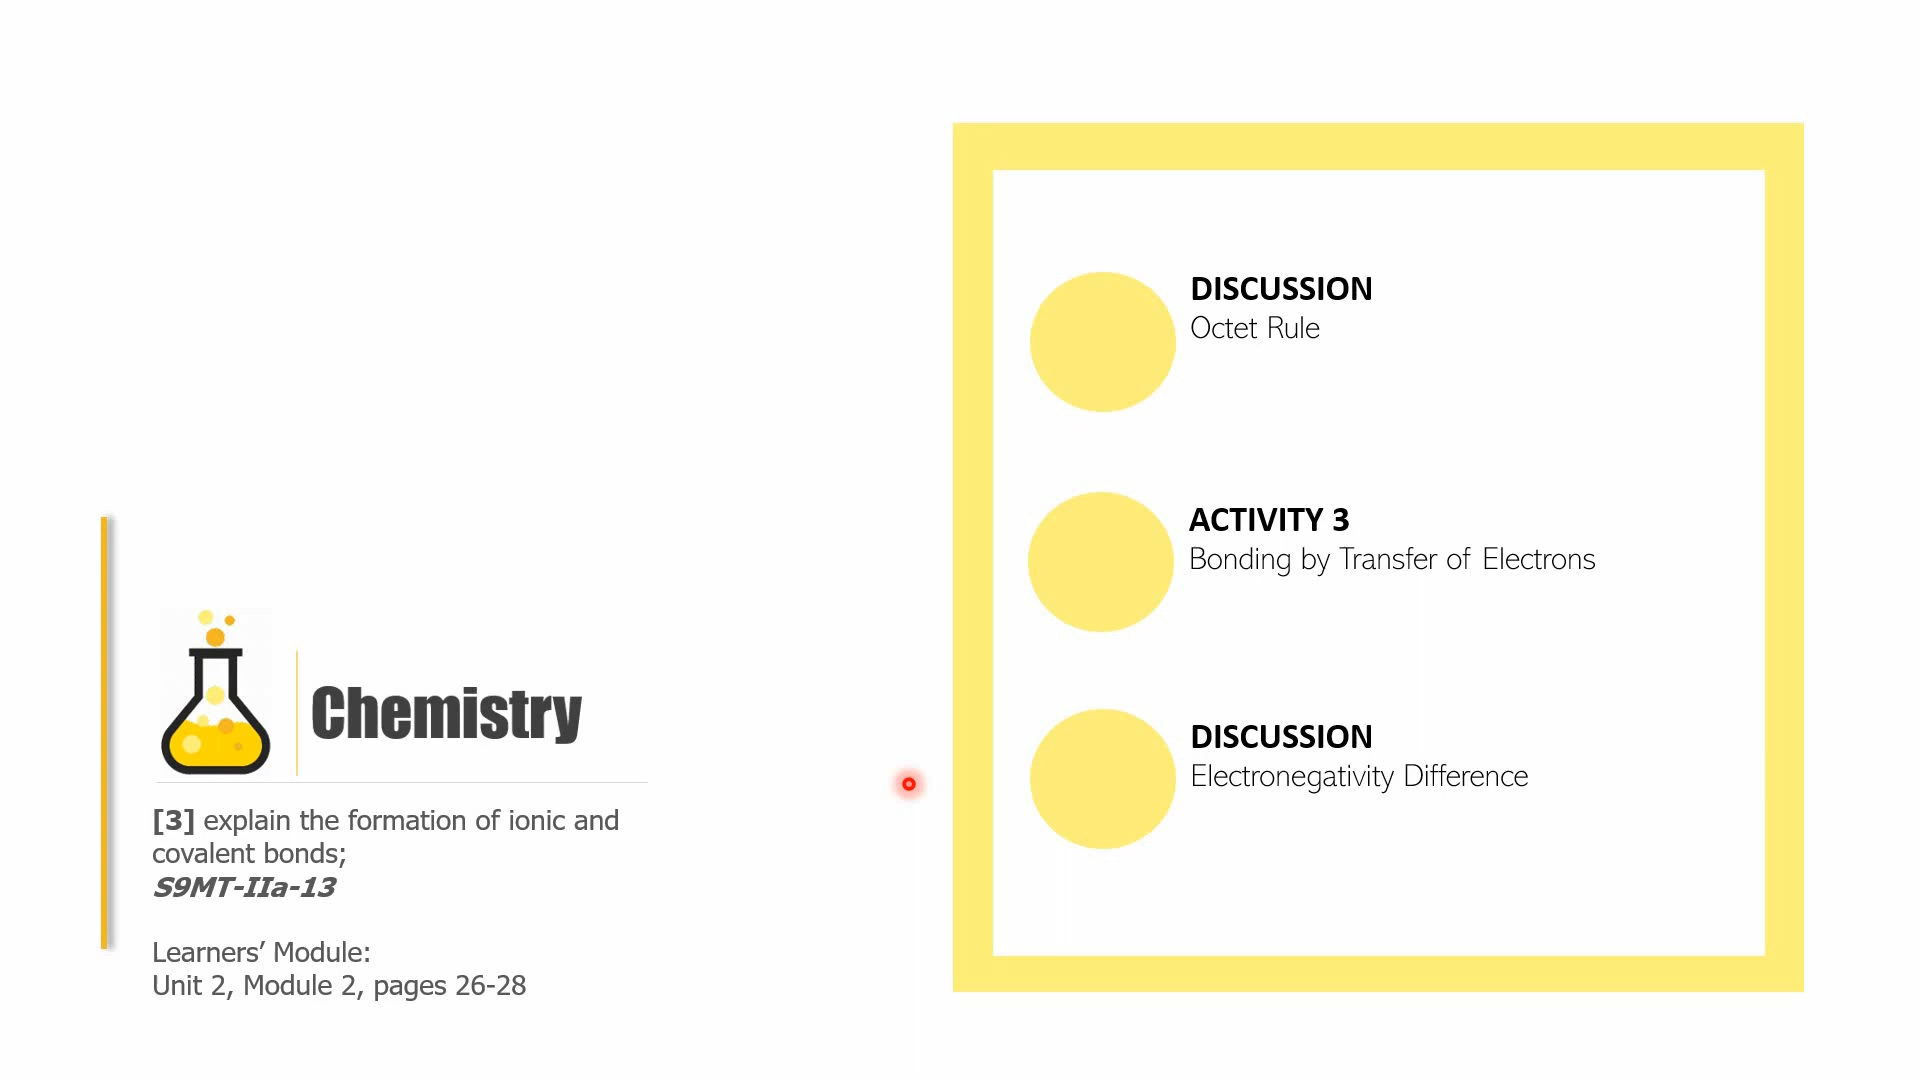 DISCUSSION
Octet Rule
ACTIVITY 3
Bonding by Transfer of Electrons
DISCUSSION
Electronegativity Difference
Chemistry
[3] explain the formation of ionic and
covalent bonds;
S9MT-IIa-13
Learners’ Module:
Unit 2, Module 2, pages 26-28